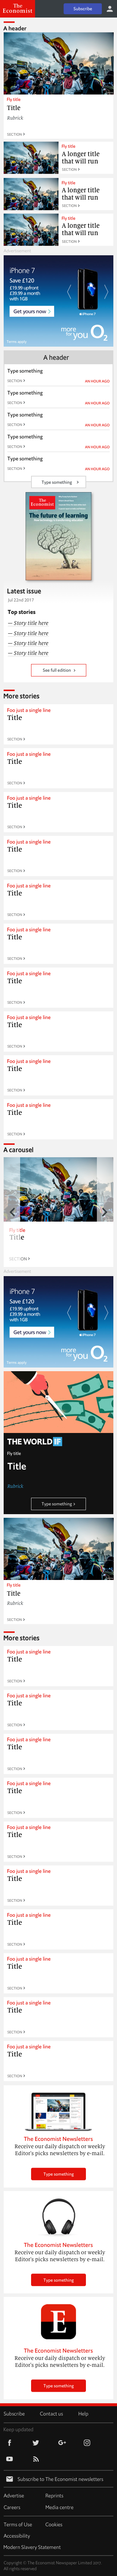 The
Economist
Subscribe
A header
Fly title
Title
Rubrick
SECTION >
Fly title
A longer title
that will run
SECTION >
Fly title
A longer title
that will run
SECTION >
Fly title
A longer title
that will run
SECTION >
Advertisement
iPhone 7
Save £120
£19.99 upfront
£39.99 a month
with 1GB
Get yours now >
iPhone 7
more for you O2
Terms apply
A header
Type something
SECTION > AN HOUR AGO
Type something
SECTION > AN HOUR AGO
Type something
SECTION > AN HOUR AGO
Type something
SECTION > AN HOUR AGO
Type something
SECTION > AN HOUR AGO
Type something >
The
Economist
The future of learning
Latest issue
Jul 22nd 2017
Top stories
— Story title here
— Story title here
— Story title here
— Story title here
See full edition >
More stories
Foo just a single line
Title
SECTION >
Foo just a single line
Title
SECTION >
Foo just a single line
Title
SECTION >
Foo just a single line
Title
SECTION >
Foo just a single line
Title
SECTION >
Foo just a single line
Title
SECTION >
Foo just a single line
Title
SECTION >
Foo just a single line
Title
SECTION >
Foo just a single line
Title
SECTION >
Foo just a single line
Title
SECTION >
A carousel
Fly title
Title
SECTION >
Advertisement
iPhone 7
Save £120
£19.99 upfront
£39.99 a month
with 1GB
Get yours now >
iPhone 7
more for you O2
Terms apply
THE WORLD IF
Fly title
Title
Rubrick
Type something >
Fly title
Title
Rubrick
SECTION >
More stories
Foo just a single line
Title
SECTION >
Foo just a single line
Title
SECTION >
Foo just a single line
Title
SECTION >
Foo just a single line
Title
SECTION >
Foo just a single line
Title
SECTION >
Foo just a single line
Title
SECTION >
Foo just a single line
Title
SECTION >
Foo just a single line
Title
SECTION >
Foo just a single line
Title
SECTION >
Foo just a single line
Title
SECTION >
The Economist Newsletters
Receive our daily dispatch or weekly
Editor's picks newsletters by e-mail.
Type something
The Economist Newsletters
Receive our daily dispatch or weekly
Editor's picks newsletters by e-mail.
Type something
E
The Economist Newsletters
Receive our daily dispatch or weekly
Editor's picks newsletters by e-mail.
Type something
Subscribe Contact us Help
Keep updated
Subscribe to The Economist newsletters
Advertise Reprints
Careers Media centre
Terms of Use Cookies
Accessibility
Modern Slavery Statement
Copyright © The Economist Newspaper Limited 2017.
All rights reserved